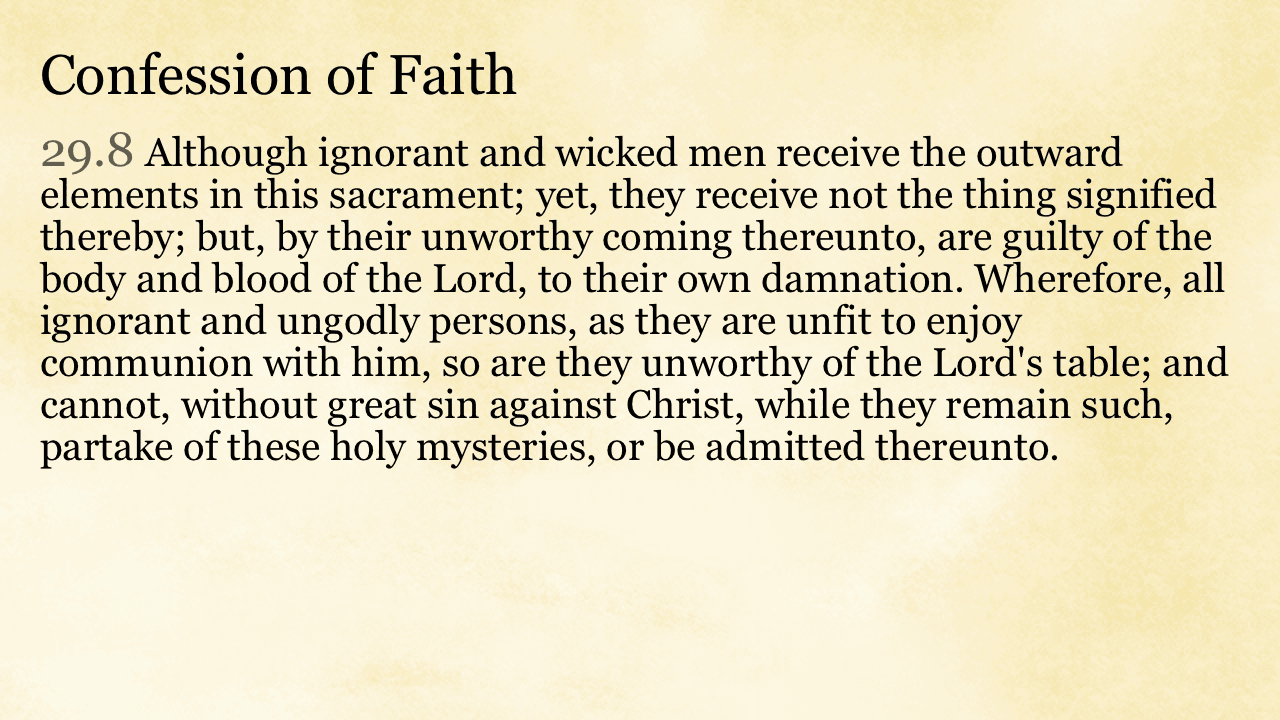 Confession of Faith
29.8 Although ignorant and wicked men receive the outward
elements in this sacrament; yet, they receive not the thing signified
thereby; but, by their unworthy coming thereunto, are guilty of the
body and blood of the Lord, to their own damnation. Wherefore, all
ignorant and ungodly persons, as they are unfit to enjoy
communion with him, so are they unworthy of the Lord's table; and
cannot, without great sin against Christ, while they remain such,
partake of these holy mysteries, or be admitted thereunto.